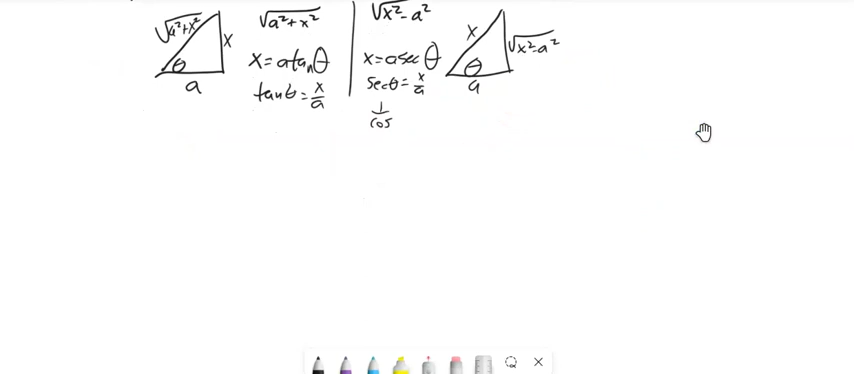 √a²+x²
x
θ
a
√a²+x²
x = a tan θ
tan θ = x/a
√x²-a²
x = a sec θ
sec θ = x/a
1/cos
x
√x²-a²
θ
a